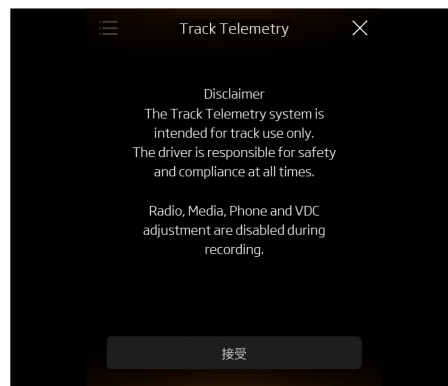 Track Telemetry
Disclaimer
The Track Telemetry system is
intended for track use only.
The driver is responsible for safety
and compliance at all times.
Radio, Media, Phone and VDC
adjustment are disabled during
recording.
接受